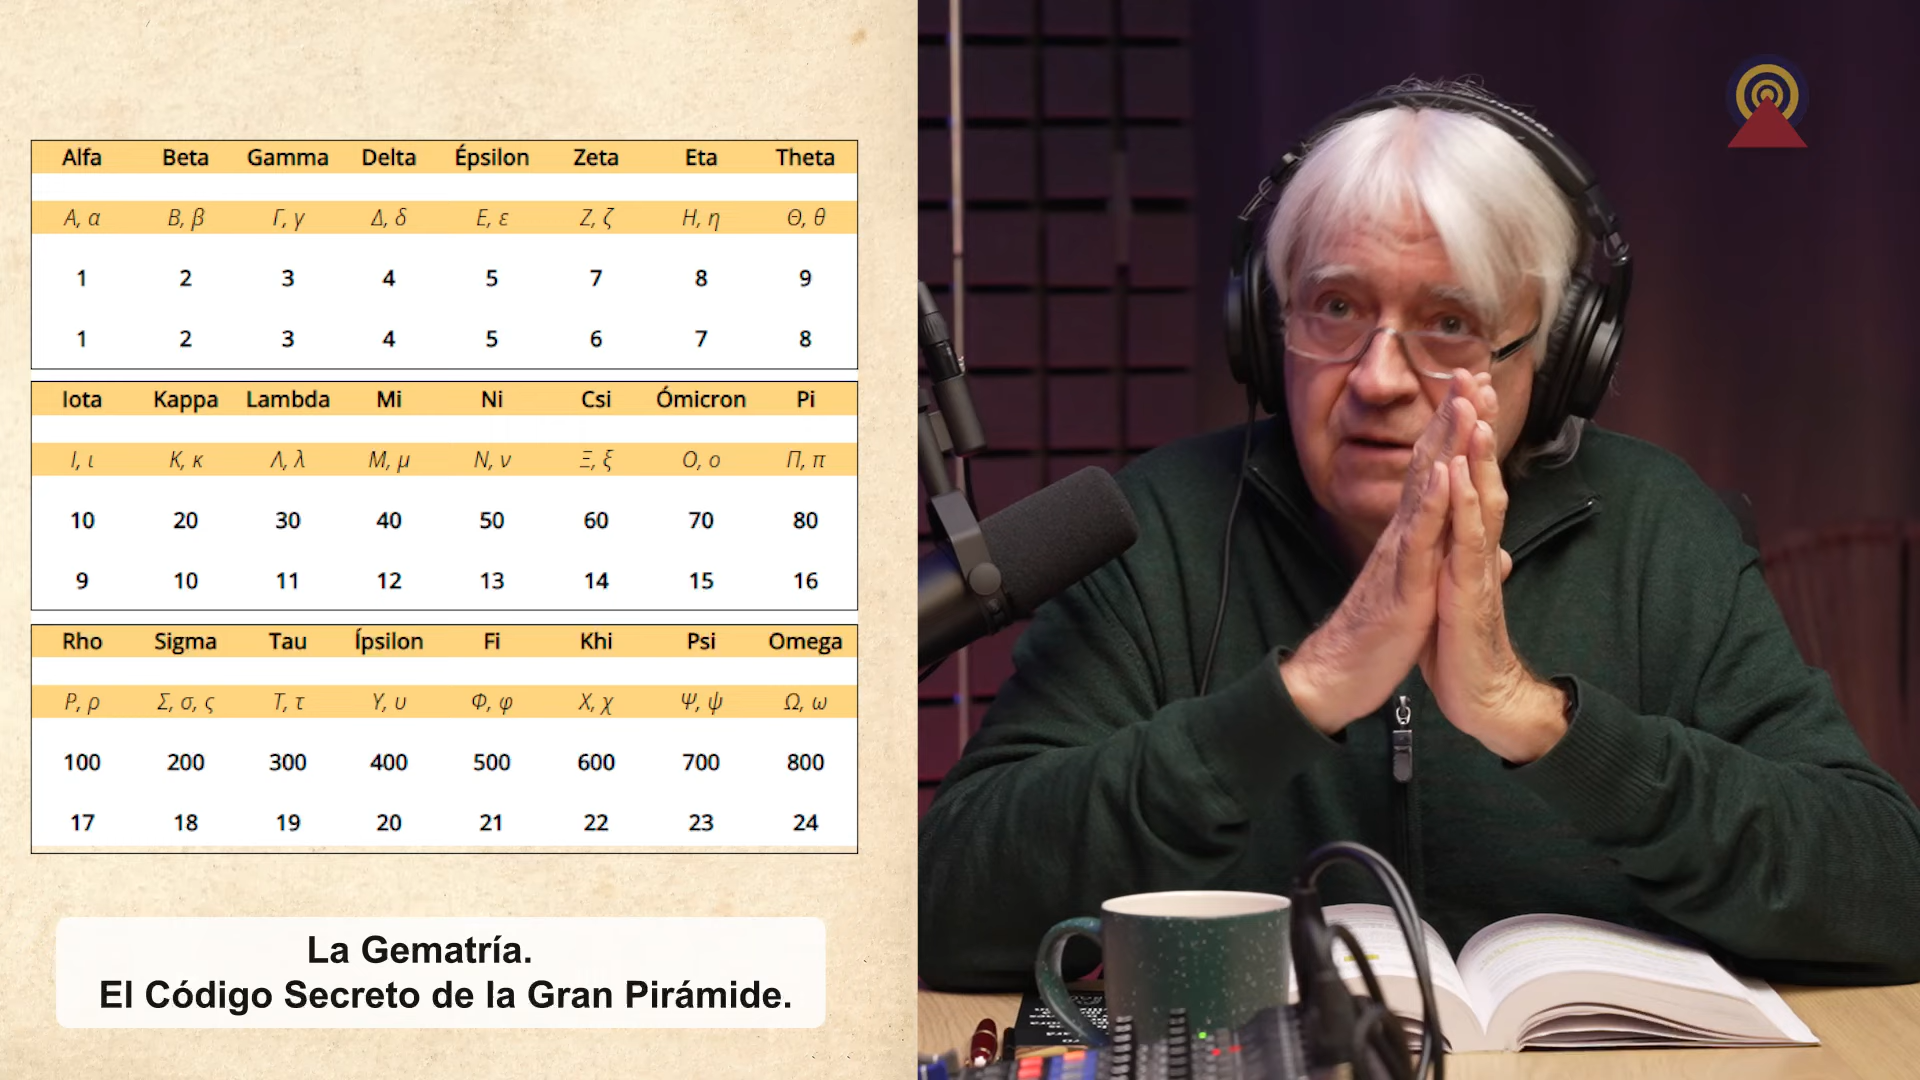 Alfa Beta Gamma Delta Épsilon Zeta Eta Theta
Α, α Β, β Γ, γ Δ, δ Ε, ε Ζ, ζ Η, η Θ, θ
1 2 3 4 5 7 8 9
1 2 3 4 5 6 7 8
Iota Kappa Lambda Mi Ni Csi Ómicron Pi
Ι, ι Κ, κ Λ, λ Μ, μ Ν, ν Ξ, ξ Ο, ο Π, π
10 20 30 40 50 60 70 80
9 10 11 12 13 14 15 16
Rho Sigma Tau Ípsilon Fi Khi Psi Omega
Ρ, ρ Σ, σ, ς Τ, τ Υ, υ Φ, φ Χ, χ Ψ, ψ Ω, ω
100 200 300 400 500 600 700 800
17 18 19 20 21 22 23 24
La Gematría.
El Código Secreto de la Gran Pirámide.